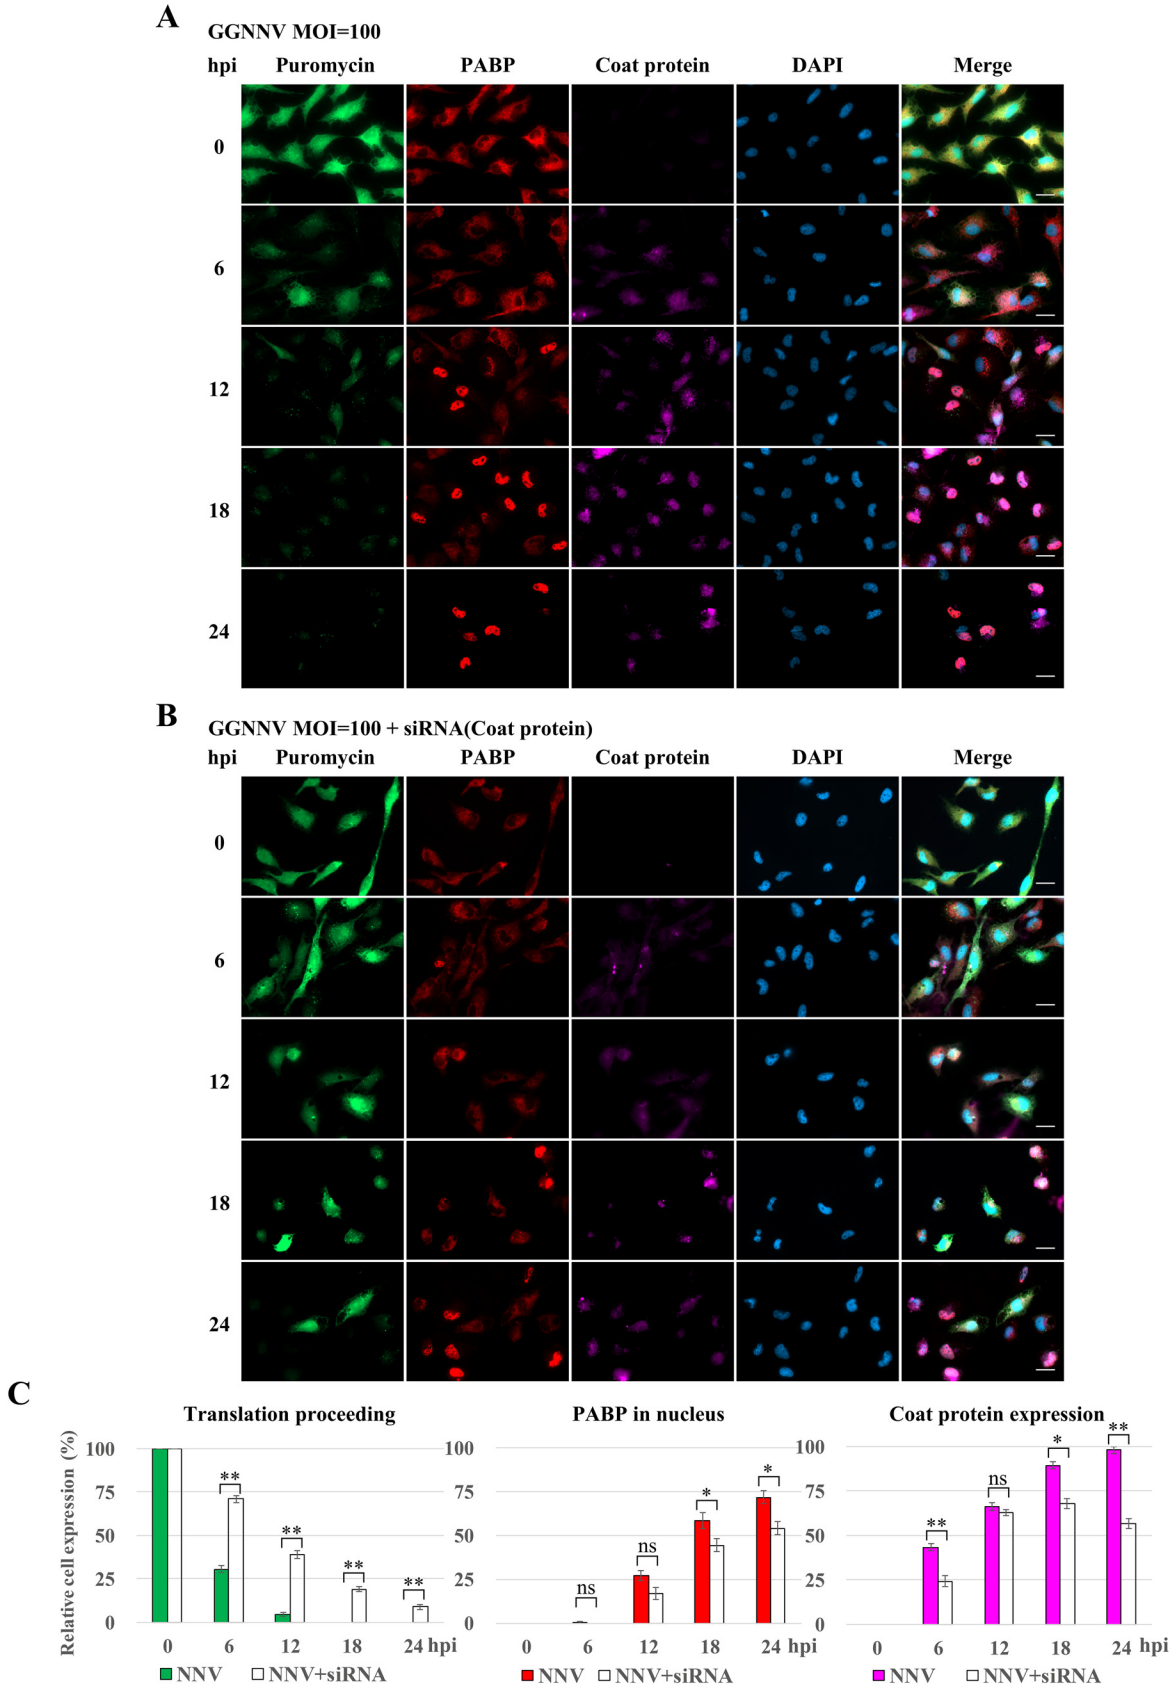 A
GGNNV MOI=100
hpi Puromycin PABP Coat protein DAPI Merge
0
6
12
18
24
B
GGNNV MOI=100 + siRNA(Coat protein)
hpi Puromycin PABP Coat protein DAPI Merge
0
6
12
18
24
C
Translation proceeding
Relative cell expression (%)
100
75
50
25
0
** ** ** **
0 6 12 18 24 hpi
NNV NNV+siRNA
PABP in nucleus
100
75
50
25
0
ns ns * *
0 6 12 18 24 hpi
NNV NNV+siRNA
Coat protein expression
100
75
50
25
0
** ns * **
0 6 12 18 24 hpi
NNV NNV+siRNA